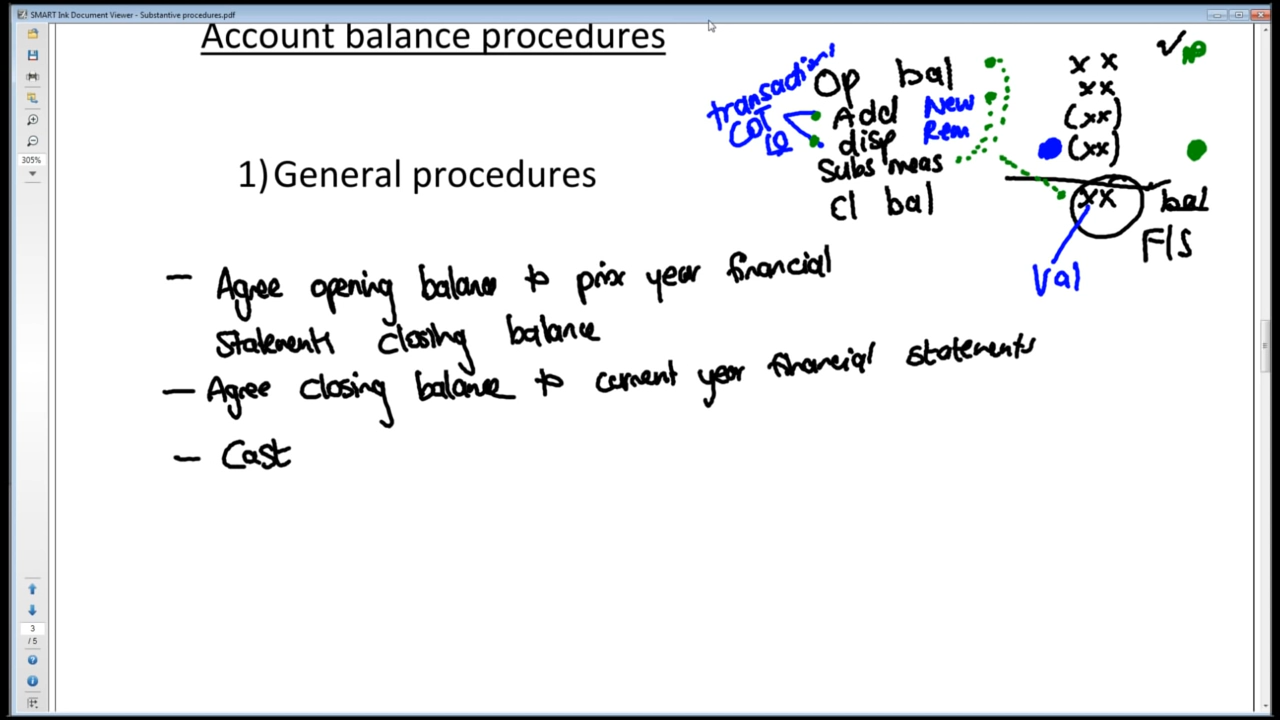 SMART Ink Document Viewer - Substantive procedures.pdf
Account balance procedures
✓ PP
transactions
COT
Op bal x x
Add New xx
disp Rem (xx)
Subs meas (xx)
Cl bal xx bal
F/S
Val
305%
1) General procedures
– Agree opening balance to prior year financial
statements closing balance
– Agree closing balance to current year financial statements
– Cast
3
/ 5